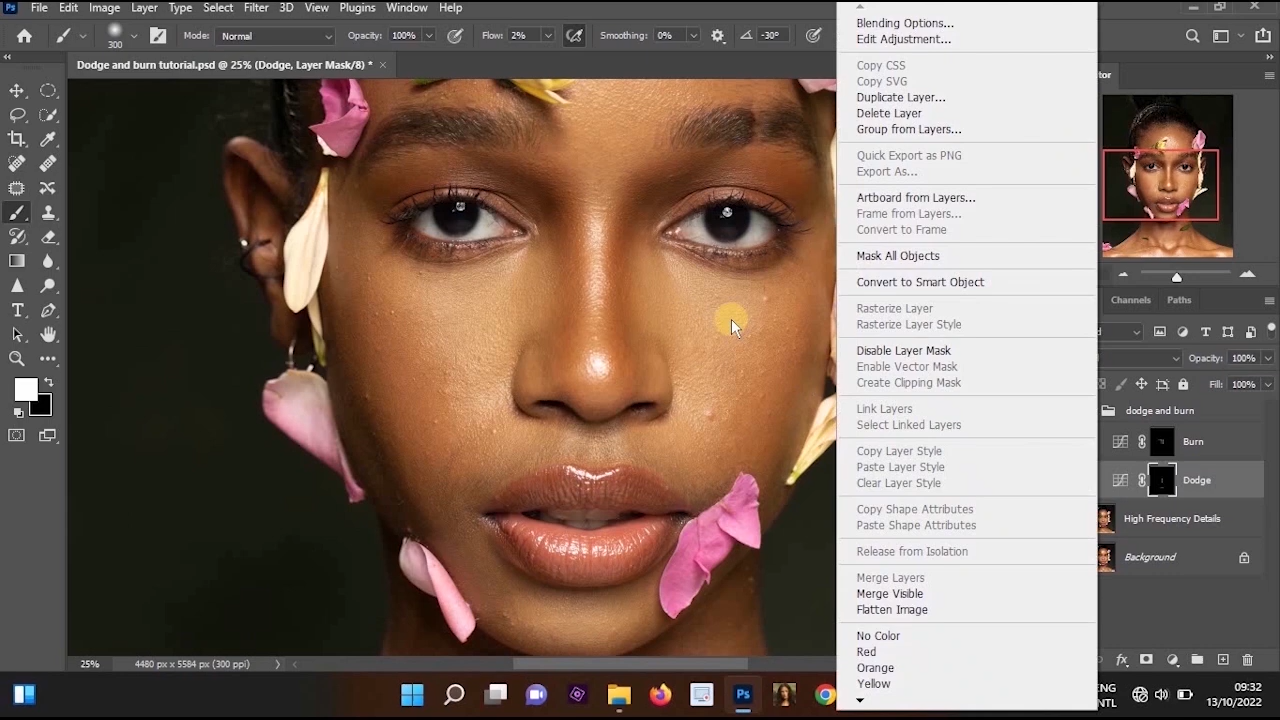 Ps File Edit Image Layer Type Select Filter 3D View Plugins Window Help
300 Mode: Normal Opacity: 100% Flow: 2% Smoothing: 0% -30°
Dodge and burn tutorial.psd @ 25% (Dodge, Layer Mask/8) *
Blending Options...
Edit Adjustment...
Copy CSS
Copy SVG
Duplicate Layer...
Delete Layer
Group from Layers...
Quick Export as PNG
Export As...
Artboard from Layers...
Frame from Layers...
Convert to Frame
Mask All Objects
Convert to Smart Object
Rasterize Layer
Rasterize Layer Style
Disable Layer Mask
Enable Vector Mask
Create Clipping Mask
Link Layers
Select Linked Layers
Copy Layer Style
Paste Layer Style
Clear Layer Style
Copy Shape Attributes
Paste Shape Attributes
Release from Isolation
Merge Layers
Merge Visible
Flatten Image
No Color
Red
Orange
Yellow
tor
Channels Paths
Opacity: 100%
Fill: 100%
dodge and burn
Burn
Dodge
High Frequency Details
Background
25% 4480 px x 5584 px (300 ppi)
Ps
ENG
INTL
09:32
13/10/2022